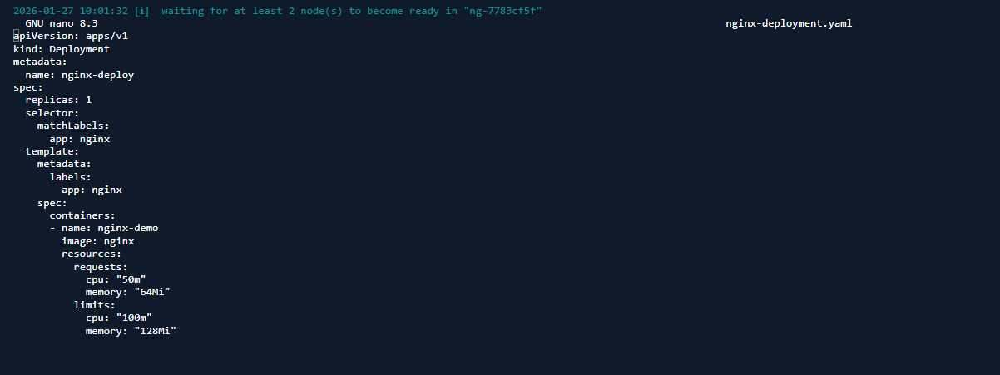 2026-01-27 10:01:32 [ℹ]  waiting for at least 2 node(s) to become ready in "ng-7783cf5f"
  GNU nano 8.3                                                    nginx-deployment.yaml
apiVersion: apps/v1
kind: Deployment
metadata:
  name: nginx-deploy
spec:
  replicas: 1
  selector:
    matchLabels:
      app: nginx
  template:
    metadata:
      labels:
        app: nginx
    spec:
      containers:
      - name: nginx-demo
        image: nginx
        resources:
          requests:
            cpu: "50m"
            memory: "64Mi"
          limits:
            cpu: "100m"
            memory: "128Mi"